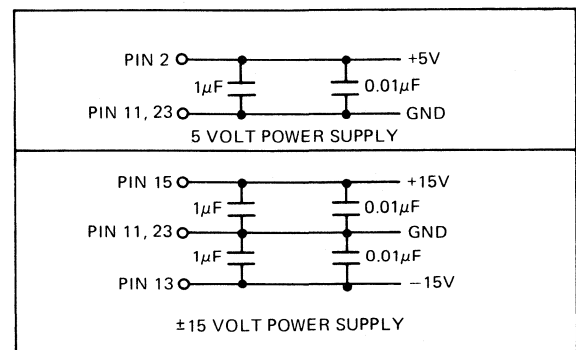 PIN 2 +5V
1μF 0.01μF
PIN 11, 23 GND
5 VOLT POWER SUPPLY
PIN 15 +15V
1μF 0.01μF
PIN 11, 23 GND
1μF 0.01μF
PIN 13 −15V
±15 VOLT POWER SUPPLY